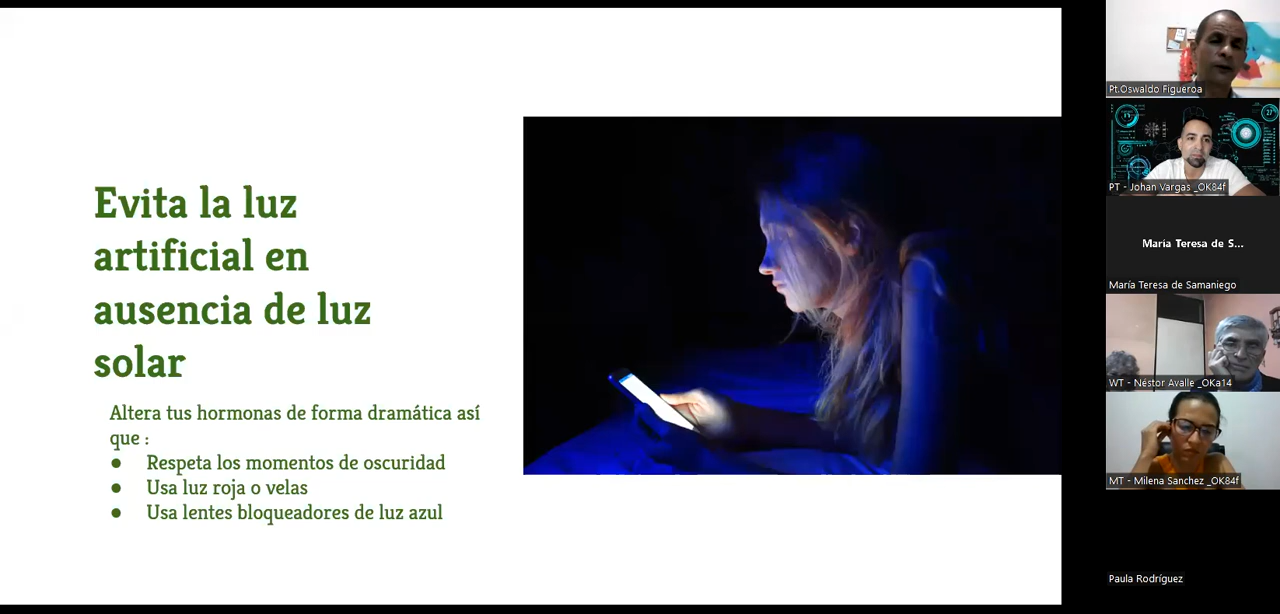 Evita la luz
artificial en
ausencia de luz
solar
Altera tus hormonas de forma dramática así
que :
● Respeta los momentos de oscuridad
● Usa luz roja o velas
● Usa lentes bloqueadores de luz azul
Pt.Oswaldo Figueroa
PT - Johan Vargas _OK84f
María Teresa de S...
María Teresa de Samaniego
WT - Néstor Avalle _OKa14
MT - Milena Sanchez _OK84f
Paula Rodríguez